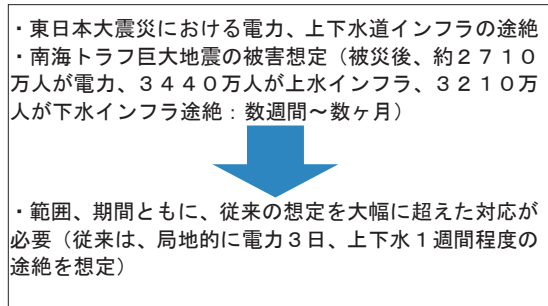 ・東日本大震災における電力、上下水道インフラの途絶
・南海トラフ巨大地震の被害想定（被災後、約２７１０
万人が電力、３４４０万人が上水インフラ、３２１０万
人が下水インフラ途絶：数週間～数ヶ月）
・範囲、期間ともに、従来の想定を大幅に超えた対応が
必要（従来は、局地的に電力３日、上下水１週間程度の
途絶を想定）